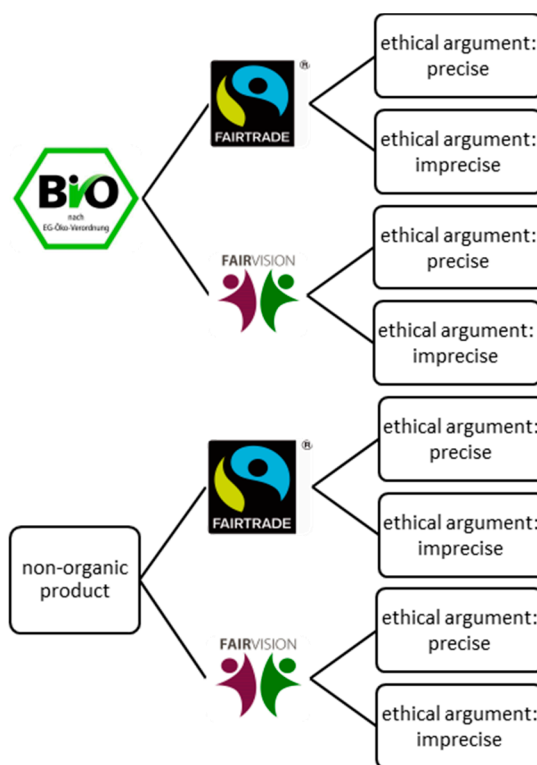 ethical argument:
precise
®
FAIRTRADE
ethical argument:
imprecise
Bio
nach
EG-Öko-Verordnung
ethical argument:
precise
FAIRVISION
ethical argument:
imprecise
ethical argument:
precise
®
FAIRTRADE
ethical argument:
imprecise
non-organic
product
ethical argument:
precise
FAIRVISION
ethical argument:
imprecise